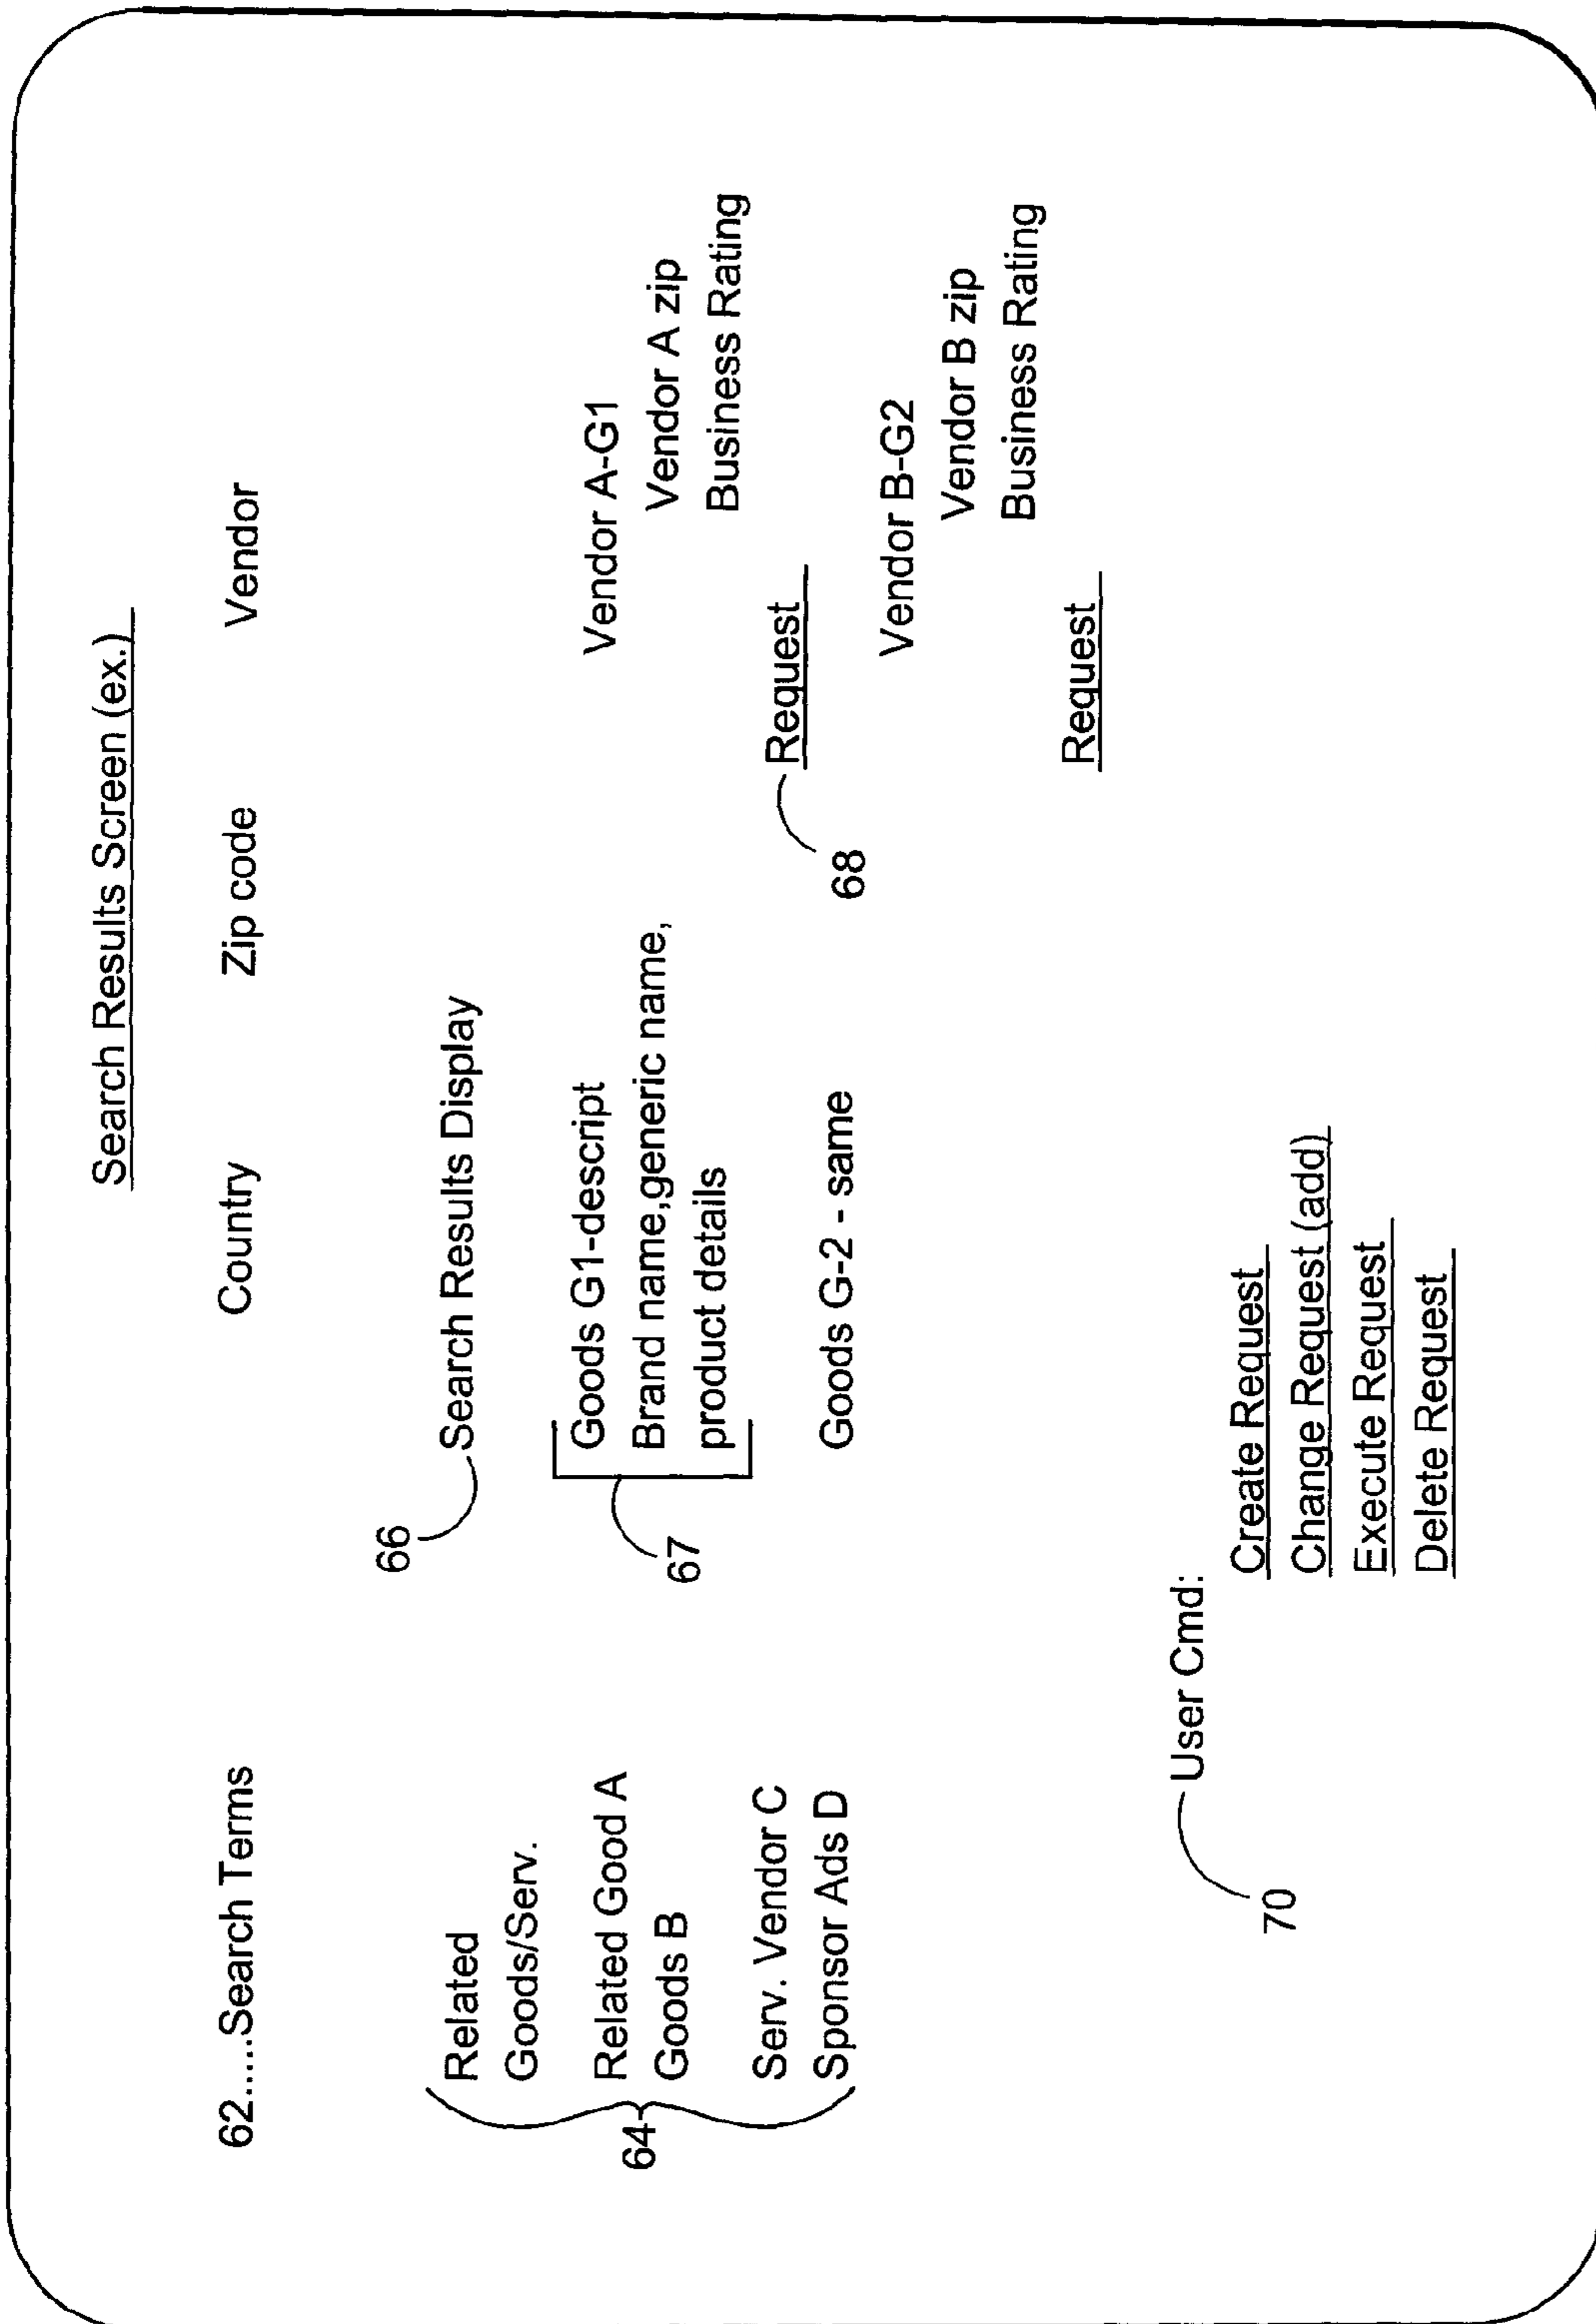 Search Results Screen (ex.)
62.....Search Terms Country Zip code Vendor
66
Related Search Results Display
Goods/Serv.
64
Related Good A Goods G1-descript Vendor A-G1
Goods B Brand name,generic name, Vendor A zip
67 product details Business Rating
Serv. Vendor C Request
Sponsor Ads D Goods G-2 - same 68
Vendor B-G2
Vendor B zip
Business Rating
Request
User Cmd:
70 Create Request
Change Request (add)
Execute Request
Delete Request